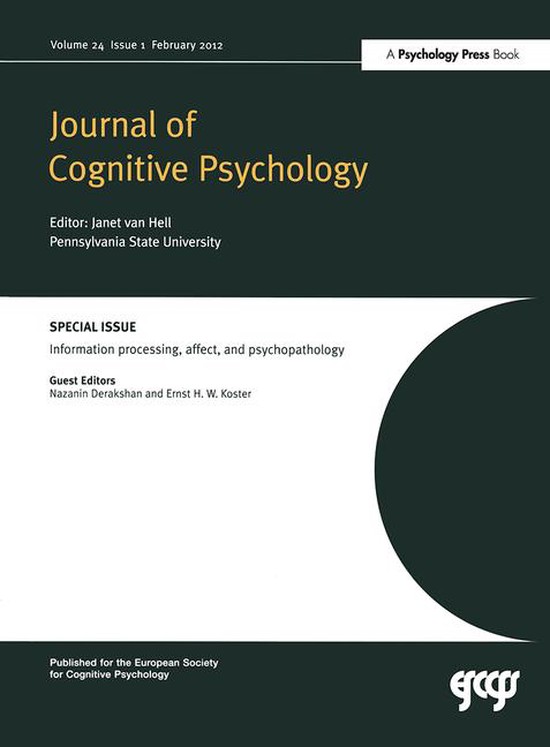 Volume 24 Issue 1 February 2012
A Psychology Press Book
Journal of
Cognitive Psychology
Editor: Janet van Hell
Pennsylvania State University
SPECIAL ISSUE
Information processing, affect, and psychopathology
Guest Editors
Nazanin Derakshan and Ernst H. W. Koster
Published for the European Society
for Cognitive Psychology